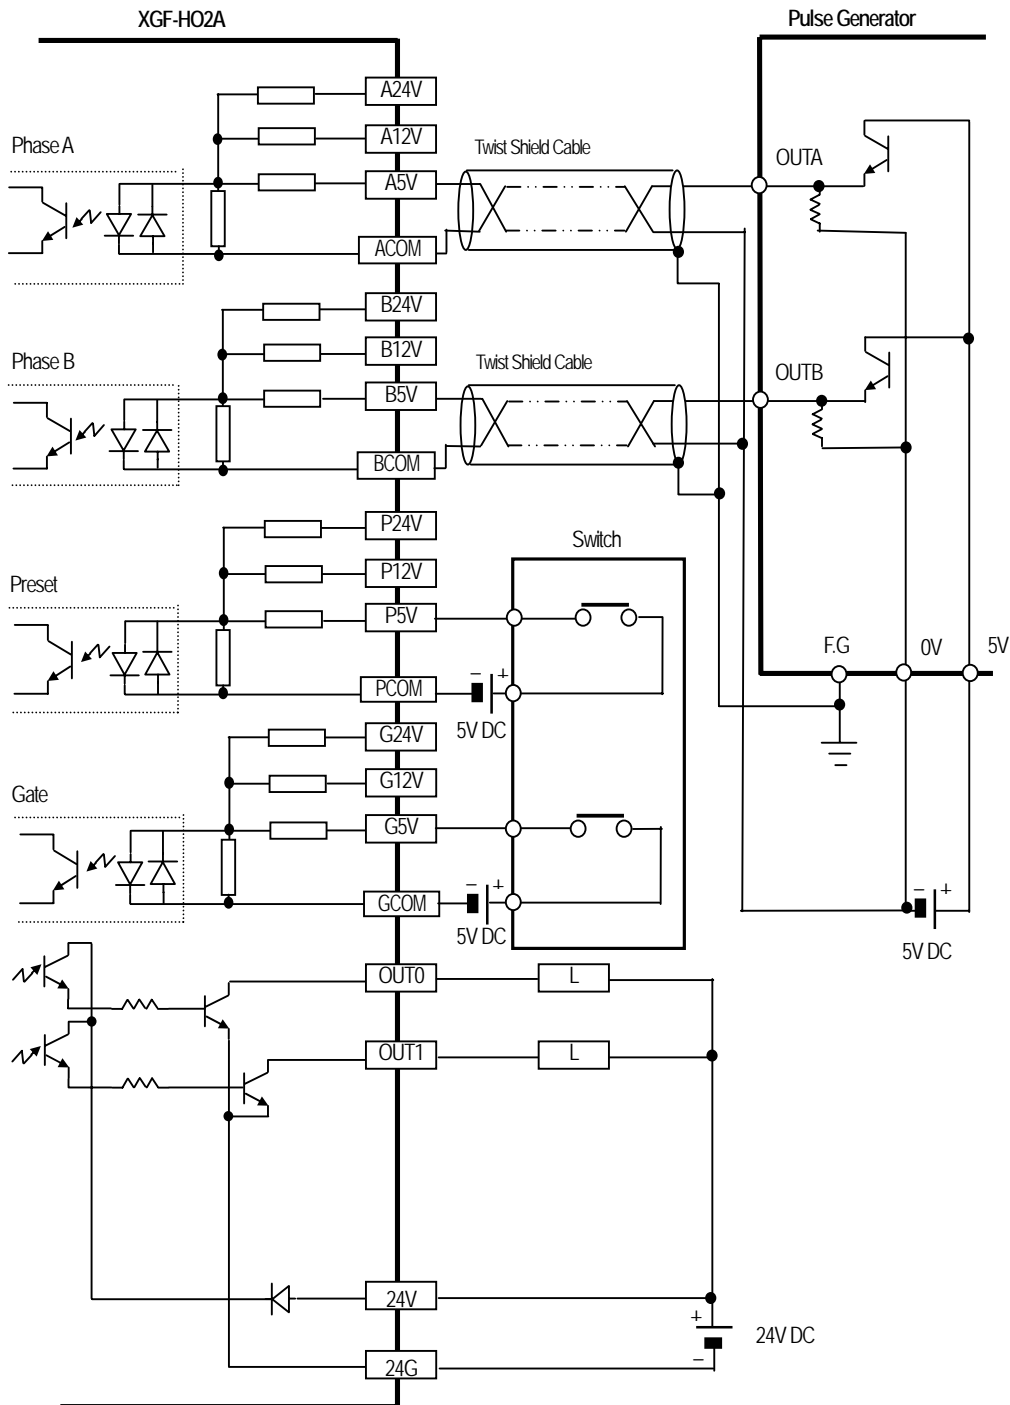 XGF-HO2A
Pulse Generator
A24V
A12V
Phase A
Twist Shield Cable
OUTA
A5V
ACOM
B24V
B12V
Phase B
Twist Shield Cable
OUTB
B5V
BCOM
P24V
Switch
P12V
Preset
P5V
F.G
0V
5V
PCOM
− +
5V DC
G24V
G12V
Gate
G5V
GCOM
− +
5V DC
− +
5V DC
OUT0
L
OUT1
L
24V
+
24V DC
−
24G